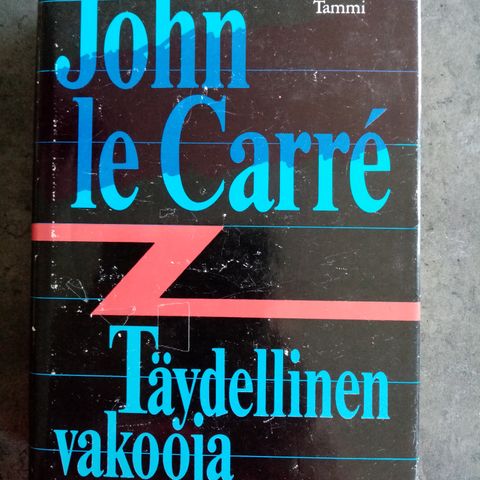 Tammi
John
le Carré
Täydellinen
vakooja